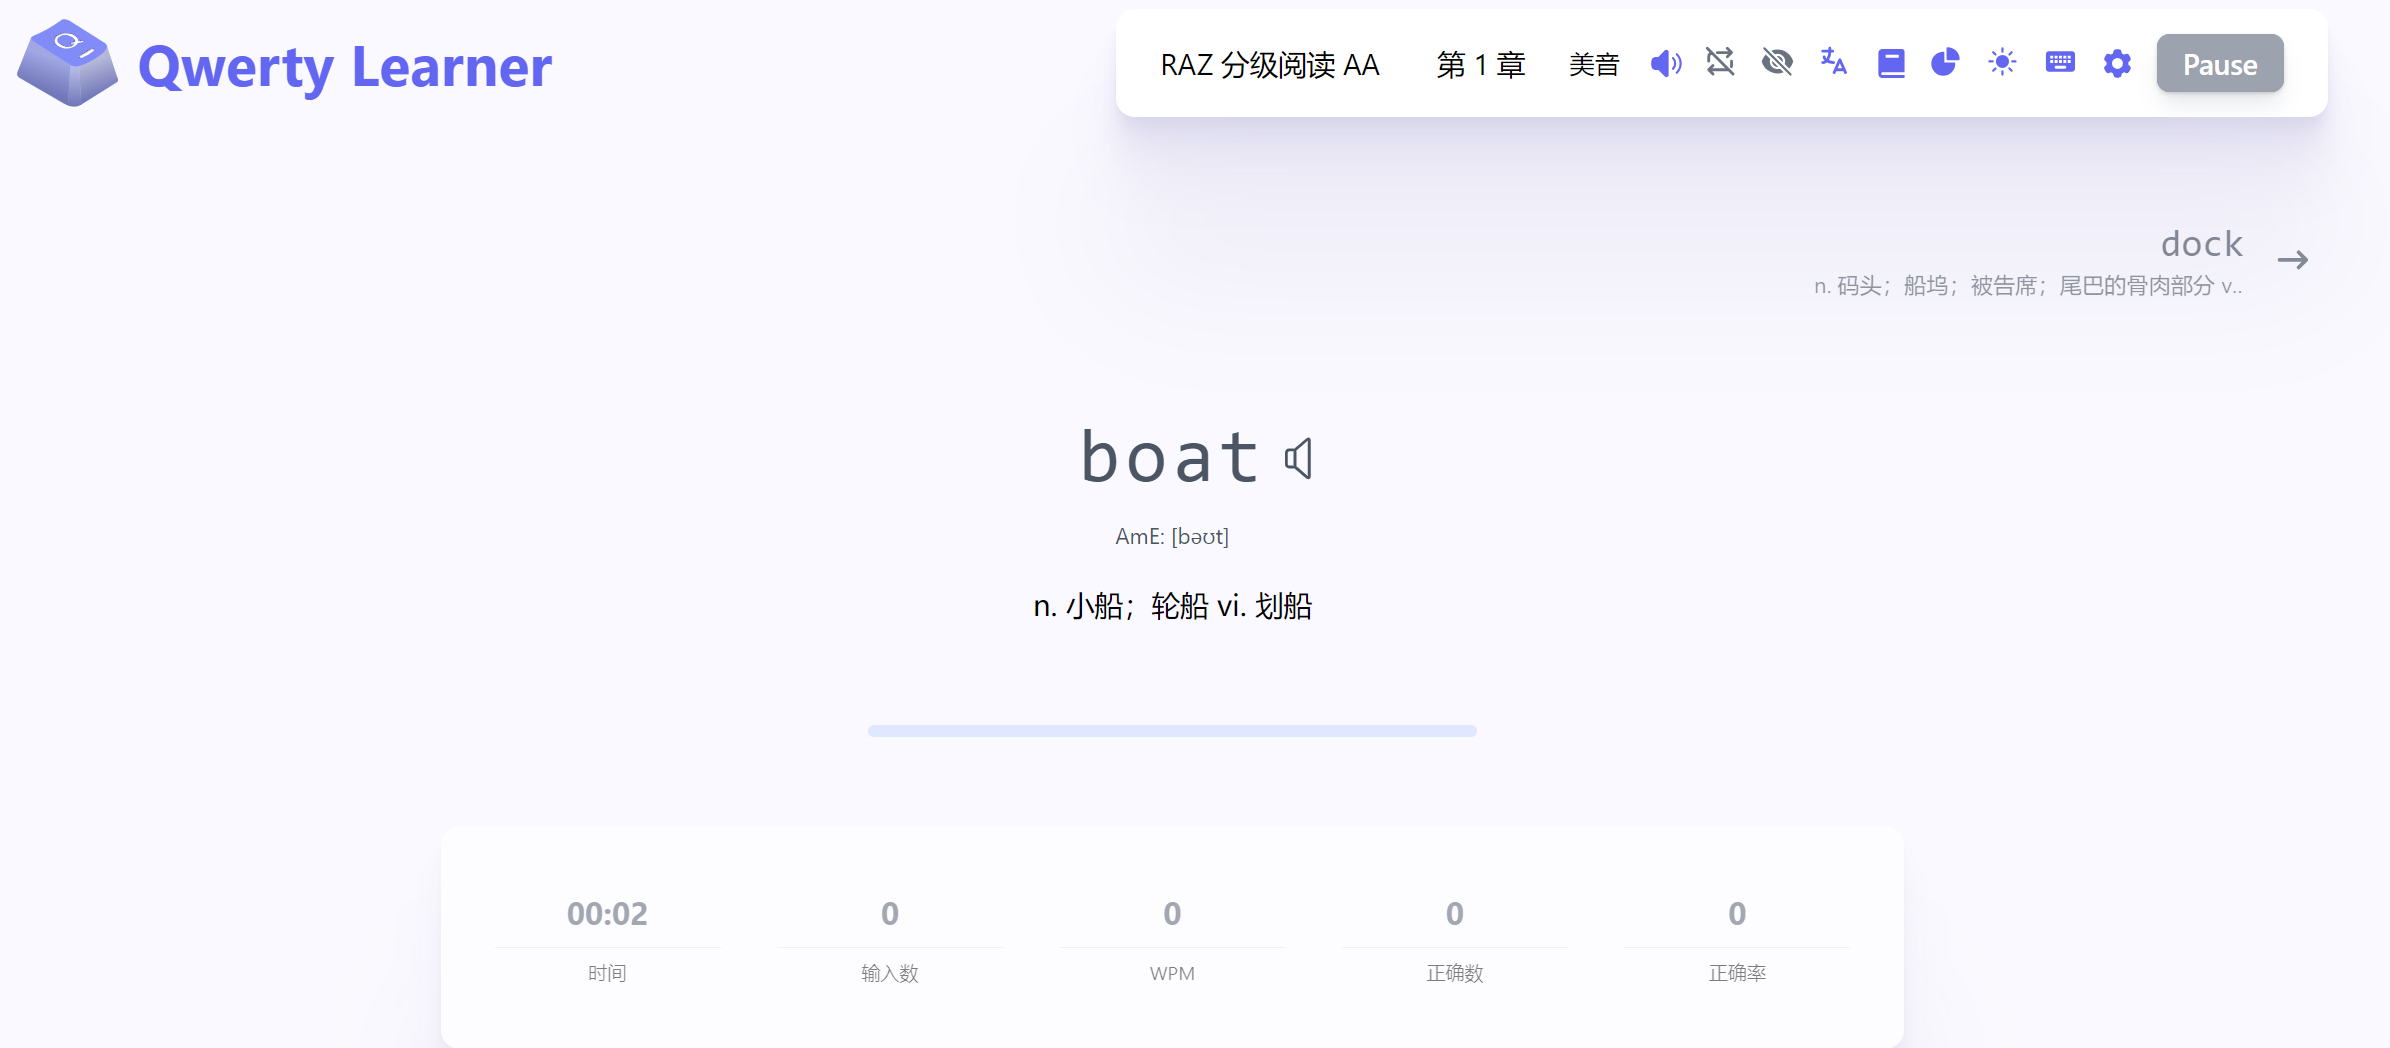 Qwerty Learner
RAZ 分级阅读 AA 第 1 章 美音 Pause
dock
n. 码头；船坞；被告席；尾巴的骨肉部分 v..
boat
AmE: [bəʊt]
n. 小船；轮船 vi. 划船
00:02 0 0 0 0
时间 输入数 WPM 正确数 正确率